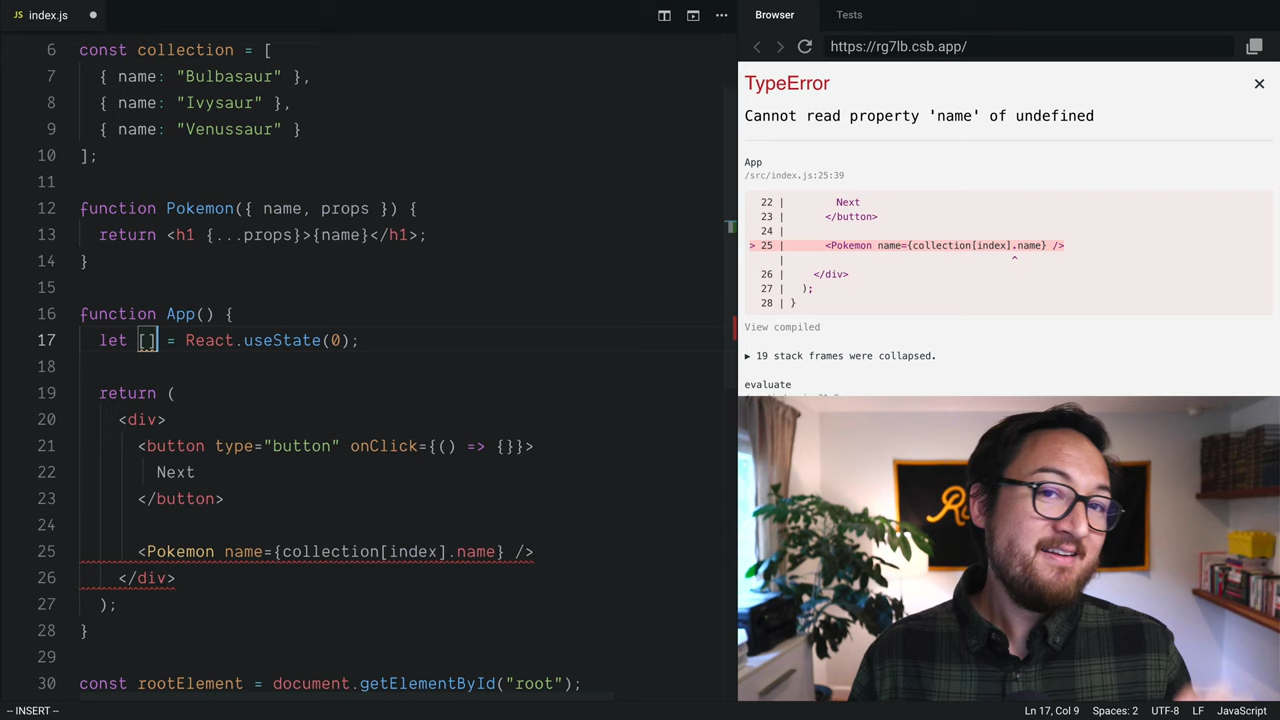 JS index.js
6 const collection = [
7 { name: "Bulbasaur" },
8 { name: "Ivysaur" },
9 { name: "Venussaur" }
10 ];
11
12 function Pokemon({ name, props }) {
13 return <h1 {...props}>{name}</h1>;
14 }
15
16 function App() {
17 let [] = React.useState(0);
18
19 return (
20 <div>
21 <button type="button" onClick={() => {}}>
22 Next
23 </button>
24
25 <Pokemon name={collection[index].name} />
26 </div>
27 );
28 }
29
30 const rootElement = document.getElementById("root");
-- INSERT --
Browser Tests
https://rg7lb.csb.app/
TypeError
Cannot read property 'name' of undefined
App
/src/index.js:25:39
22 | Next
23 | </button>
24 |
> 25 | <Pokemon name={collection[index].name} />
| ^
26 | </div>
27 | );
28 | }
View compiled
▶ 19 stack frames were collapsed.
evaluate
Ln 17, Col 9 Spaces: 2 UTF-8 LF JavaScript